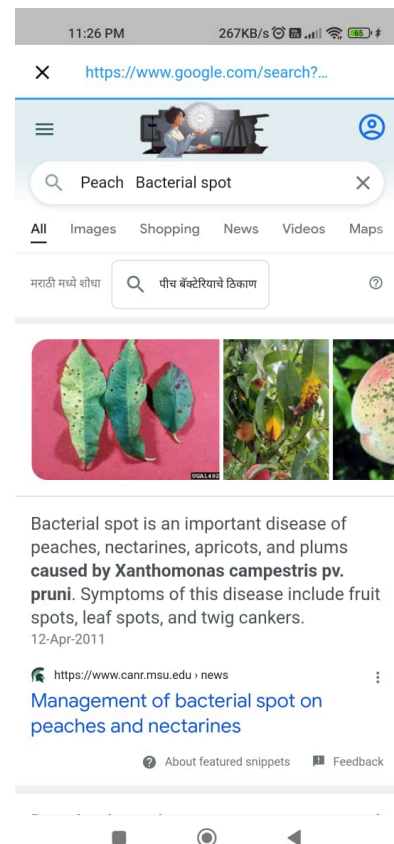 11:26 PM 267KB/s 65
https://www.google.com/search?...
Peach Bacterial spot
All Images Shopping News Videos Maps
मराठी मध्ये शोधा पीच बॅक्टेरियाचे ठिकाण
Bacterial spot is an important disease of
peaches, nectarines, apricots, and plums
caused by Xanthomonas campestris pv.
pruni. Symptoms of this disease include fruit
spots, leaf spots, and twig cankers.
12-Apr-2011
https://www.canr.msu.edu › news
Management of bacterial spot on
peaches and nectarines
About featured snippets Feedback